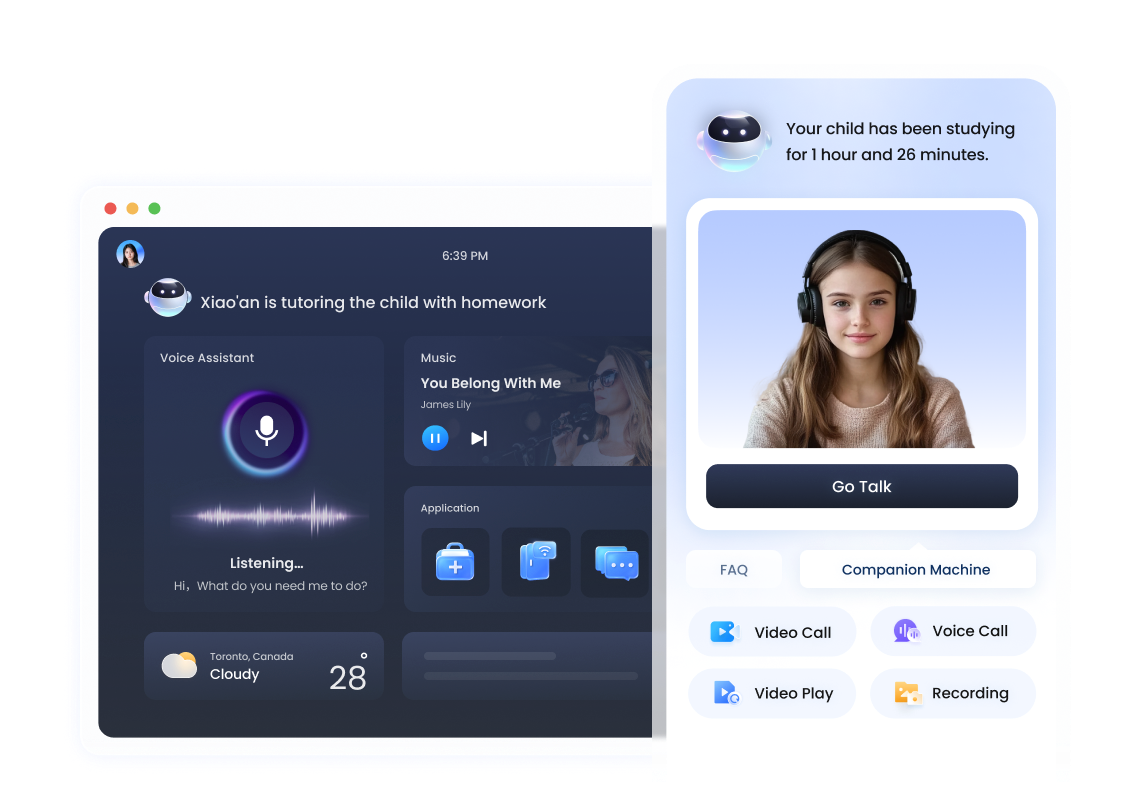 6:39 PM
Xiao'an is tutoring the child with homework
Voice Assistant
Listening...
Hi，What do you need me to do?
Music
You Belong With Me
James Lily
Application
Toronto, Canada
Cloudy
28°
Your child has been studying
for 1 hour and 26 minutes.
Go Talk
FAQ
Companion Machine
Video Call
Voice Call
Video Play
Recording